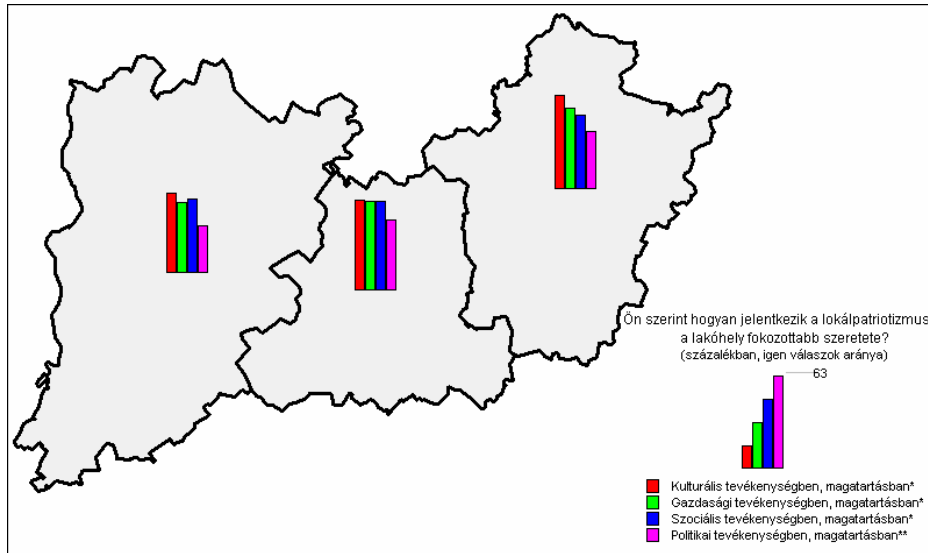 Ön szerint hogyan jelentkezik a lokálpatriotizmus
a lakóhely fokozottabb szeretete?
(százalékban, igen válaszok aránya)
63
Kulturális tevékenységben, magatartásban*
Gazdasági tevékenységben, magatartásban*
Szociális tevékenységben, magatartásban*
Politikai tevékenységben, magatartásban**